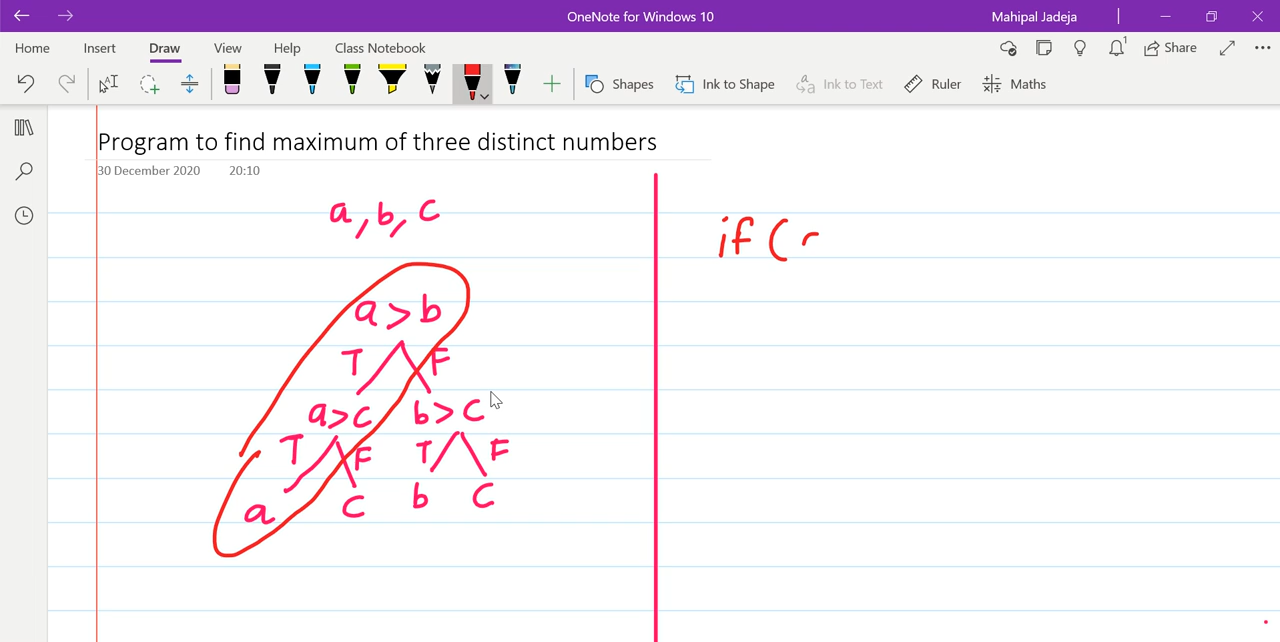 OneNote for Windows 10
Mahipal Jadeja
Home Insert Draw View Help Class Notebook
1
Share
Shapes Ink to Shape Ink to Text Ruler Maths
Program to find maximum of three distinct numbers
30 December 2020 20:10
a, b, c
if (
a > b
T F
a > c b > c
T F T F
a c b c